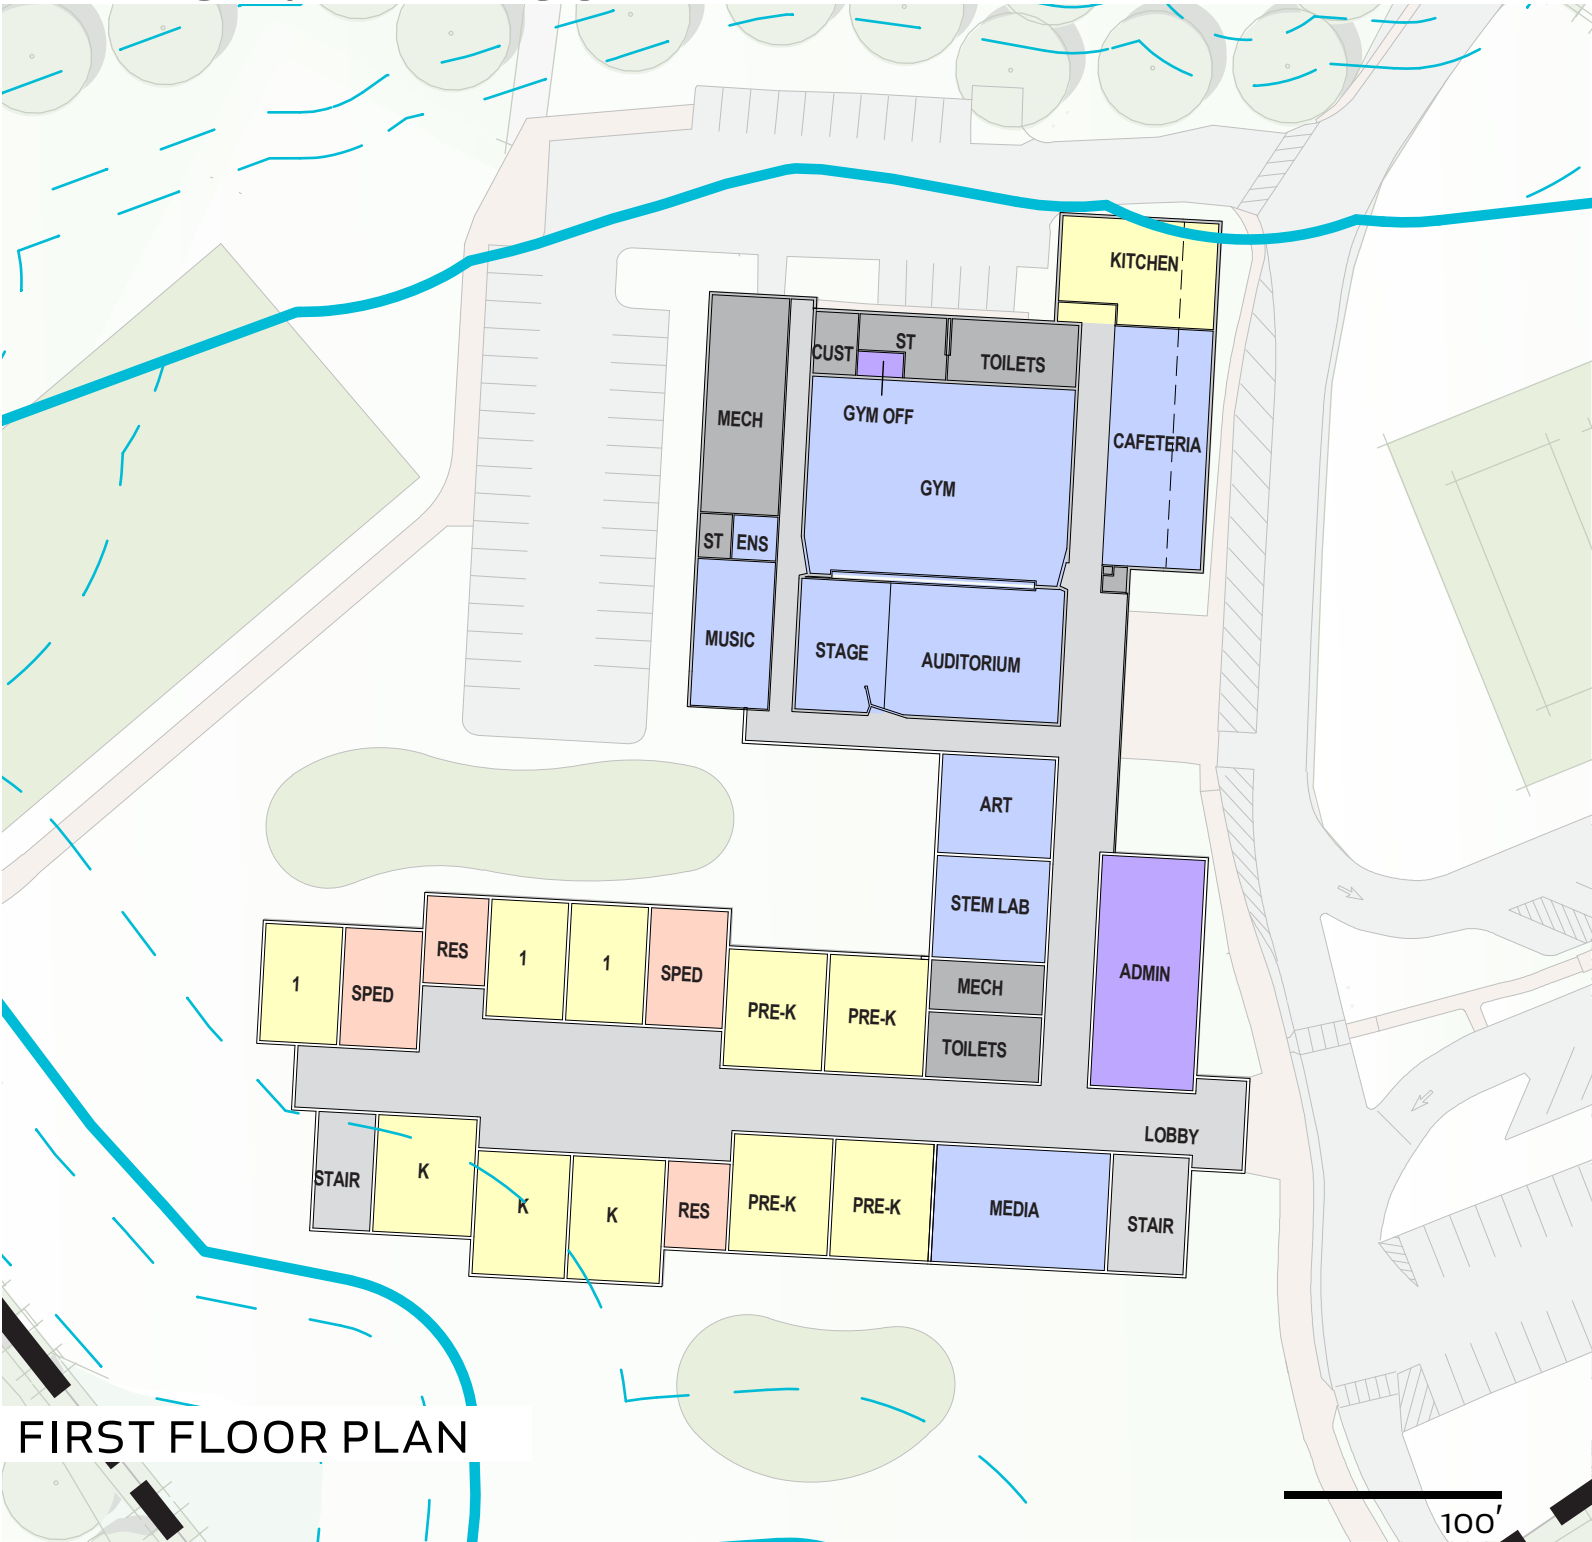 KITCHEN
ST
CUST
TOILETS
MECH
GYM OFF
CAFETERIA
GYM
ST
ENS
MUSIC
STAGE
AUDITORIUM
ART
STEM LAB
RES
1
1
SPED
ADMIN
1
SPED
MECH
PRE-K
PRE-K
TOILETS
LOBBY
STAIR
K
K
K
RES
PRE-K
PRE-K
MEDIA
STAIR
FIRST FLOOR PLAN
100'